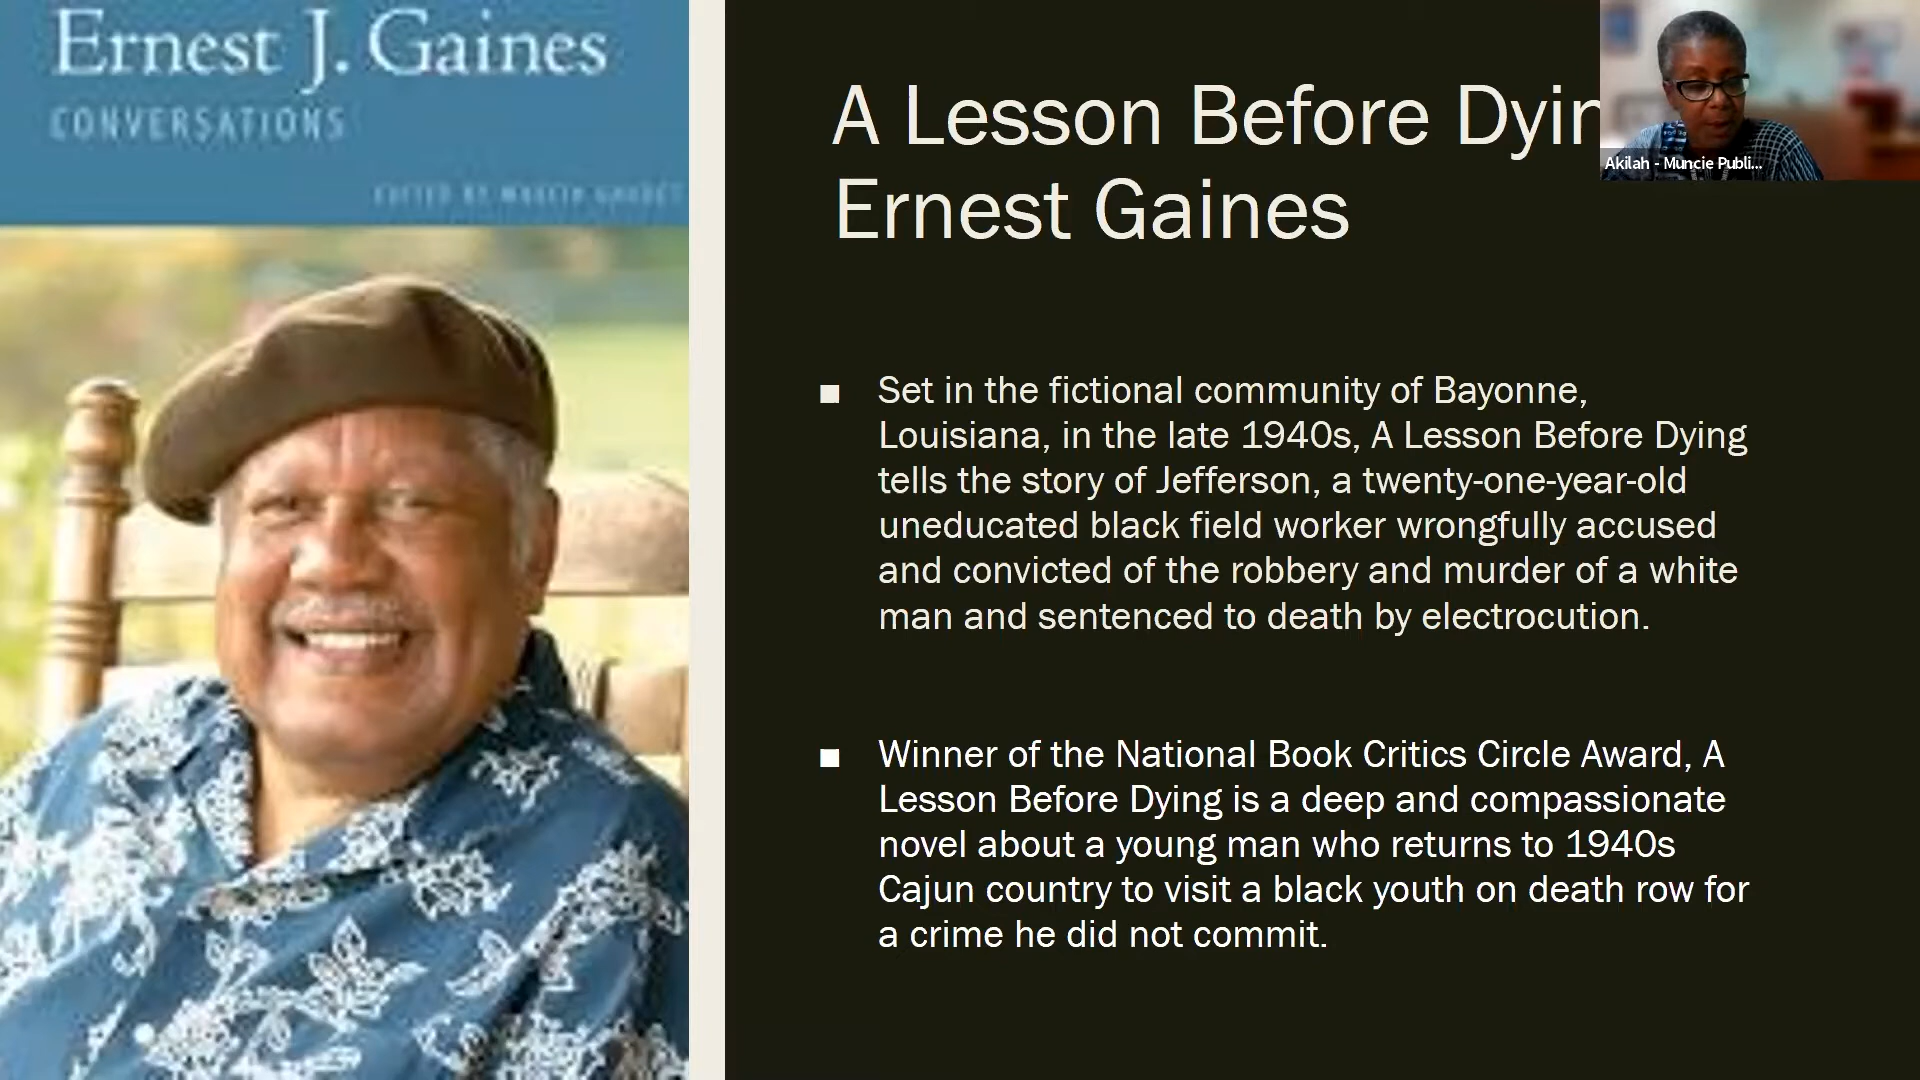 Ernest J. Gaines
CONVERSATIONS
EDITED BY MARCIA GAUDET
A Lesson Before Dyin
Ernest Gaines
Akilah - Muncie Publi...
■ Set in the fictional community of Bayonne,
Louisiana, in the late 1940s, A Lesson Before Dying
tells the story of Jefferson, a twenty-one-year-old
uneducated black field worker wrongfully accused
and convicted of the robbery and murder of a white
man and sentenced to death by electrocution.
■ Winner of the National Book Critics Circle Award, A
Lesson Before Dying is a deep and compassionate
novel about a young man who returns to 1940s
Cajun country to visit a black youth on death row for
a crime he did not commit.